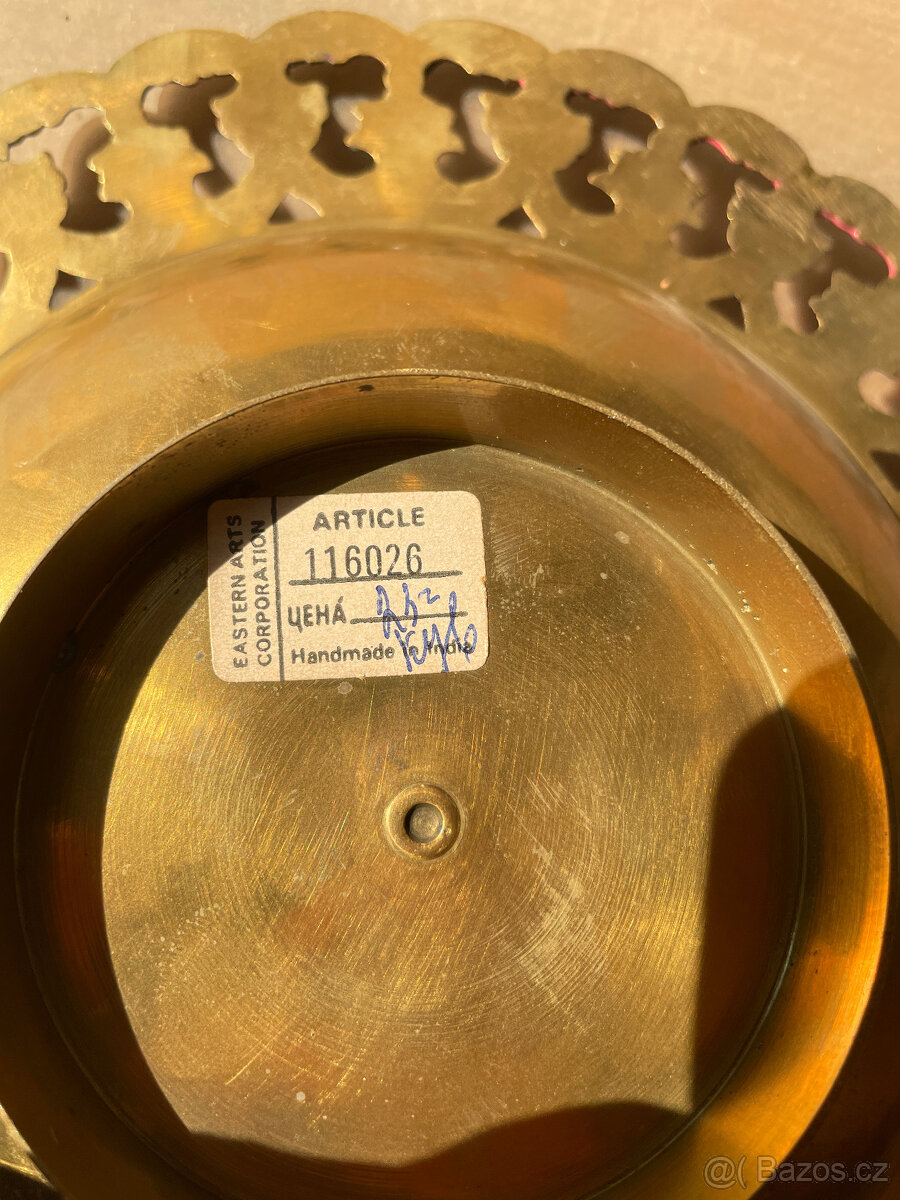 EASTERN ARTS
CORPORATION
ARTICLE
116026
ЦЕНА́
Handmade in India
@( Bazos.cz